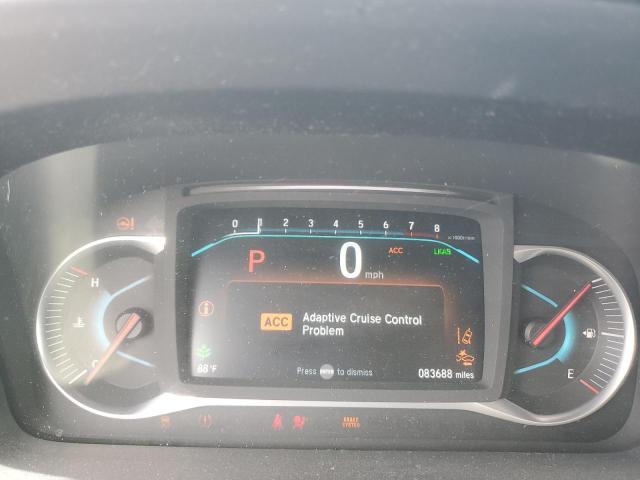 0 1 2 3 4 5 6 7 8
x1000r/min
P 0 mph
ACC
LKAS
H
C
ACC Adaptive Cruise Control
Problem
E
88°F
Press ENTER to dismiss
083688 miles
BRAKE
SYSTEM